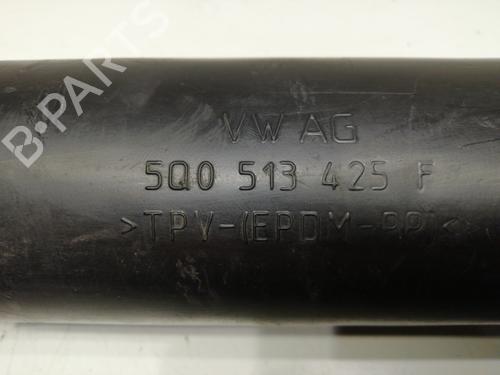 B-PARTS
VW AG
5Q0 513 425 F
>TPV-(EPDM-PP)<